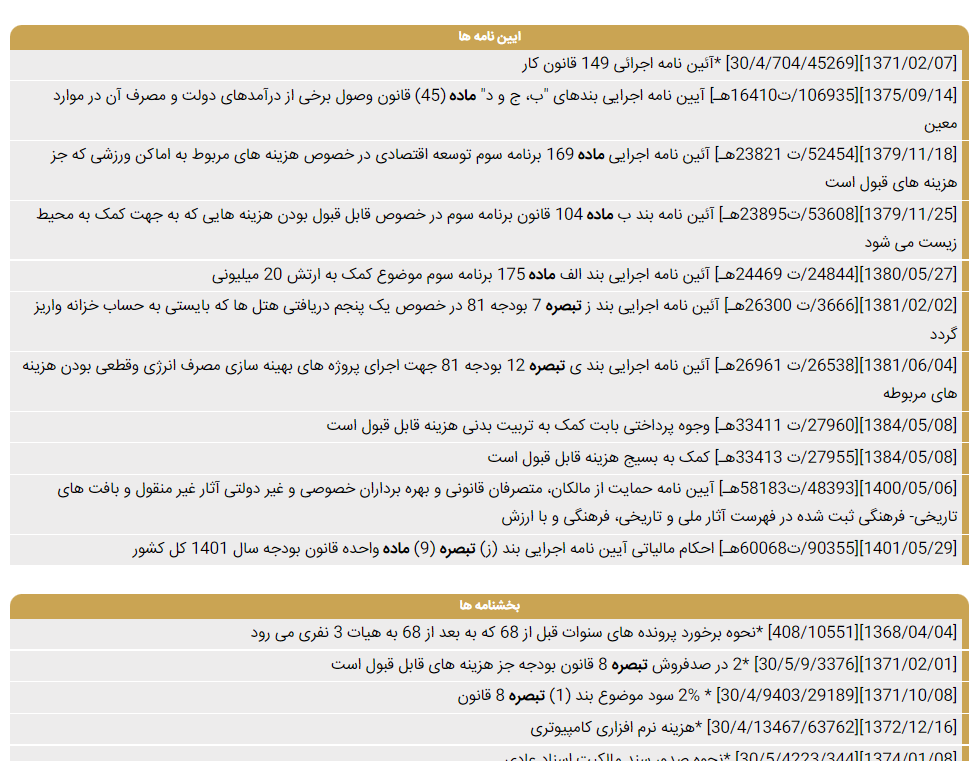 ایین نامه ها
[1371/02/07][30/4/704/45269] *آئین نامه اجرائی 149 قانون کار
[1375/09/14][106935/ت16410هـ] آیین نامه اجرایی بندهای "ب، ج و د" ماده (45) قانون وصول برخی از درآمدهای دولت و مصرف آن در موارد
معین
[1379/11/18][52454/ت 23821هـ] آئین نامه اجرایی ماده 169 برنامه سوم توسعه اقتصادی در خصوص هزینه های مربوط به اماکن ورزشی که جز
هزینه های قبول است
[1379/11/25][53608/ت23895هـ] آئین نامه بند ب ماده 104 قانون برنامه سوم در خصوص قابل قبول بودن هزینه هایی که به جهت کمک به محیط
زیست می شود
[1380/05/27][24844/ت 24469هـ] آئین نامه اجرایی بند الف ماده 175 برنامه سوم موضوع کمک به ارتش 20 میلیونی
[1381/02/02][3666/ت 26300هـ] آئین نامه اجرایی بند ز تبصره 7 بودجه 81 در خصوص یک پنجم دریافتی هتل ها که بایستی به حساب خزانه واریز
گردد
[1381/06/04][26538/ت 26961هـ] آئین نامه اجرایی بند ی تبصره 12 بودجه 81 جهت اجرای پروژه های بهینه سازی مصرف انرژی وقطعی بودن هزینه
های مربوطه
[1384/05/08][27960/ت 33411هـ] وجوه پرداختی بابت کمک به تربیت بدنی هزینه قابل قبول است
[1384/05/08][27955/ت 33413هـ] کمک به بسیج هزینه قابل قبول است
[1400/05/06][48393/ت58183هـ] آیین نامه حمایت از مالکان، متصرفان قانونی و بهره برداران خصوصی و غیر دولتی آثار غیر منقول و بافت های
تاریخی- فرهنگی ثبت شده در فهرست آثار ملی و تاریخی، فرهنگی و با ارزش
[1401/05/29][90355/ت60068هـ] احکام مالیاتی آیین نامه اجرایی بند (ز) تبصره (9) ماده واحده قانون بودجه سال 1401 کل کشور
بخشنامه ها
[1368/04/04][408/10551] *نحوه برخورد پرونده های سنوات قبل از 68 که به بعد از 68 به هیات 3 نفری می رود
[1371/02/01][30/5/9/3376] *2 در صدفروش تبصره 8 قانون بودجه جز هزینه های قابل قبول است
[1371/10/08][30/4/9403/29189] * 2% سود موضوع بند (1) تبصره 8 قانون
[1372/12/16][30/4/13467/63762] *هزینه نرم افزاری کامپیوتری
[1374/01/08][30/5/4223/344] *نحوه صدور سند مالکیت اسناد عادی